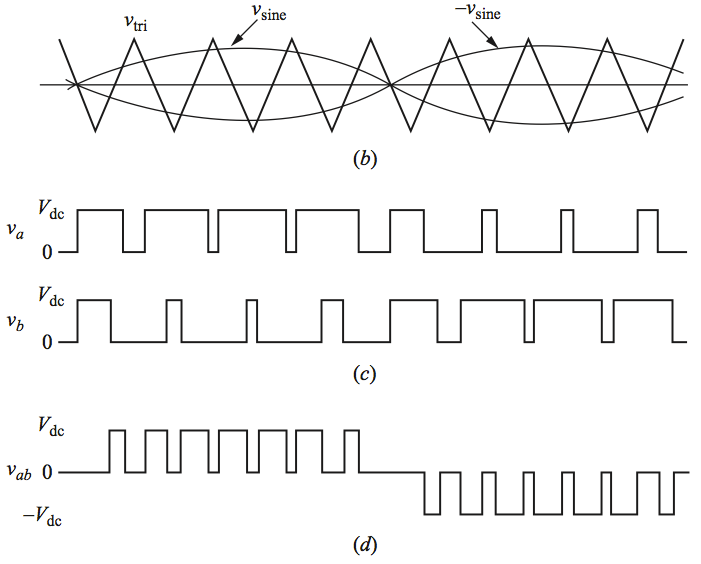 v_tri
v_sine
−v_sine
(b)
V_dc
v_a
0
V_dc
v_b
0
(c)
V_dc
v_ab 0
−V_dc
(d)